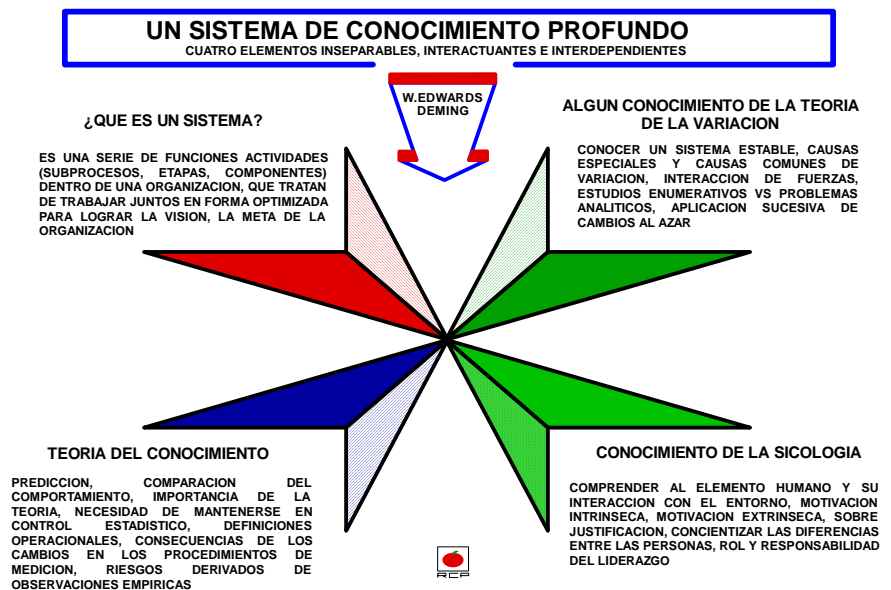 UN SISTEMA DE CONOCIMIENTO PROFUNDO
CUATRO ELEMENTOS INSEPARABLES, INTERACTUANTES E INTERDEPENDIENTES
W.EDWARDS
DEMING
¿QUE ES UN SISTEMA?
ES UNA SERIE DE FUNCIONES ACTIVIDADES
(SUBPROCESOS, ETAPAS, COMPONENTES)
DENTRO DE UNA ORGANIZACION, QUE TRATAN
DE TRABAJAR JUNTOS EN FORMA OPTIMIZADA
PARA LOGRAR LA VISION, LA META DE LA
ORGANIZACION
ALGUN CONOCIMIENTO DE LA TEORIA
DE LA VARIACION
CONOCER UN SISTEMA ESTABLE, CAUSAS
ESPECIALES Y CAUSAS COMUNES DE
VARIACION, INTERACCION DE FUERZAS,
ESTUDIOS ENUMERATIVOS VS PROBLEMAS
ANALITICOS, APLICACION SUCESIVA DE
CAMBIOS AL AZAR
TEORIA DEL CONOCIMIENTO
PREDICCION, COMPARACION DEL
COMPORTAMIENTO, IMPORTANCIA DE LA
TEORIA, NECESIDAD DE MANTENERSE EN
CONTROL ESTADISTICO, DEFINICIONES
OPERACIONALES, CONSECUENCIAS DE LOS
CAMBIOS EN LOS PROCEDIMIENTOS DE
MEDICION, RIESGOS DERIVADOS DE
OBSERVACIONES EMPIRICAS
CONOCIMIENTO DE LA SICOLOGIA
COMPRENDER AL ELEMENTO HUMANO Y SU
INTERACCION CON EL ENTORNO, MOTIVACION
INTRINSECA, MOTIVACION EXTRINSECA, SOBRE
JUSTIFICACION, CONCIENTIZAR LAS DIFERENCIAS
ENTRE LAS PERSONAS, ROL Y RESPONSABILIDAD
DEL LIDERAZGO
RCP